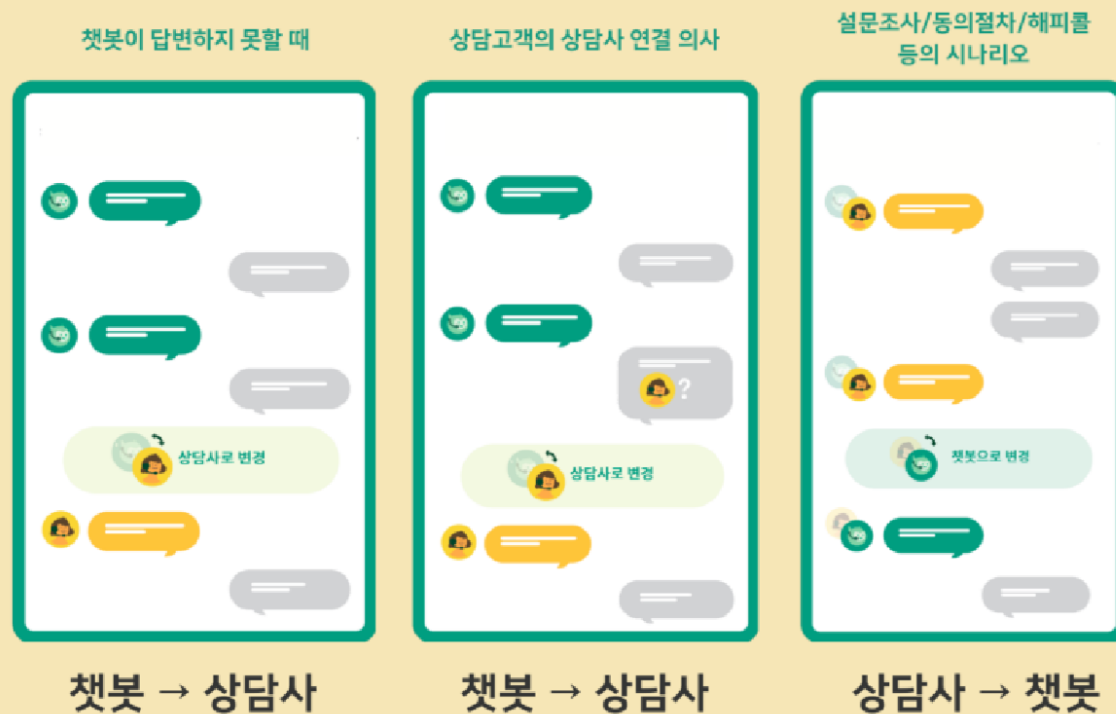 챗봇이 답변하지 못할 때
상담고객의 상담사 연결 의사
설문조사/동의절차/해피콜
등의 시나리오
상담사로 변경
?
상담사로 변경
챗봇으로 변경
챗봇 → 상담사
챗봇 → 상담사
상담사 → 챗봇